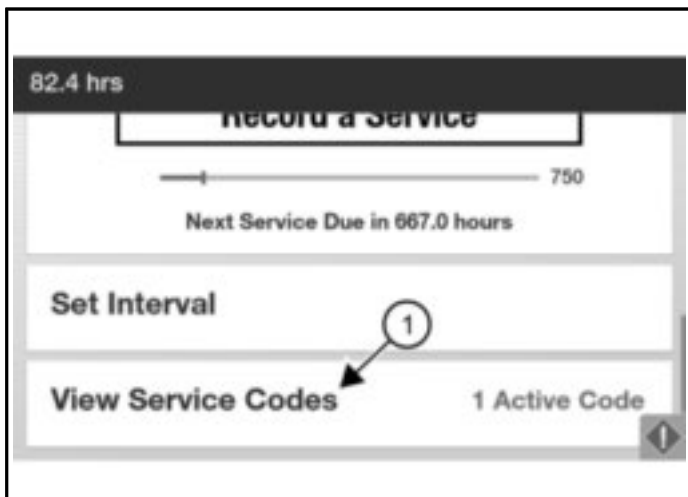 82.4 hrs
Record a Service
750
Next Service Due in 667.0 hours
Set Interval
1
View Service Codes 1 Active Code